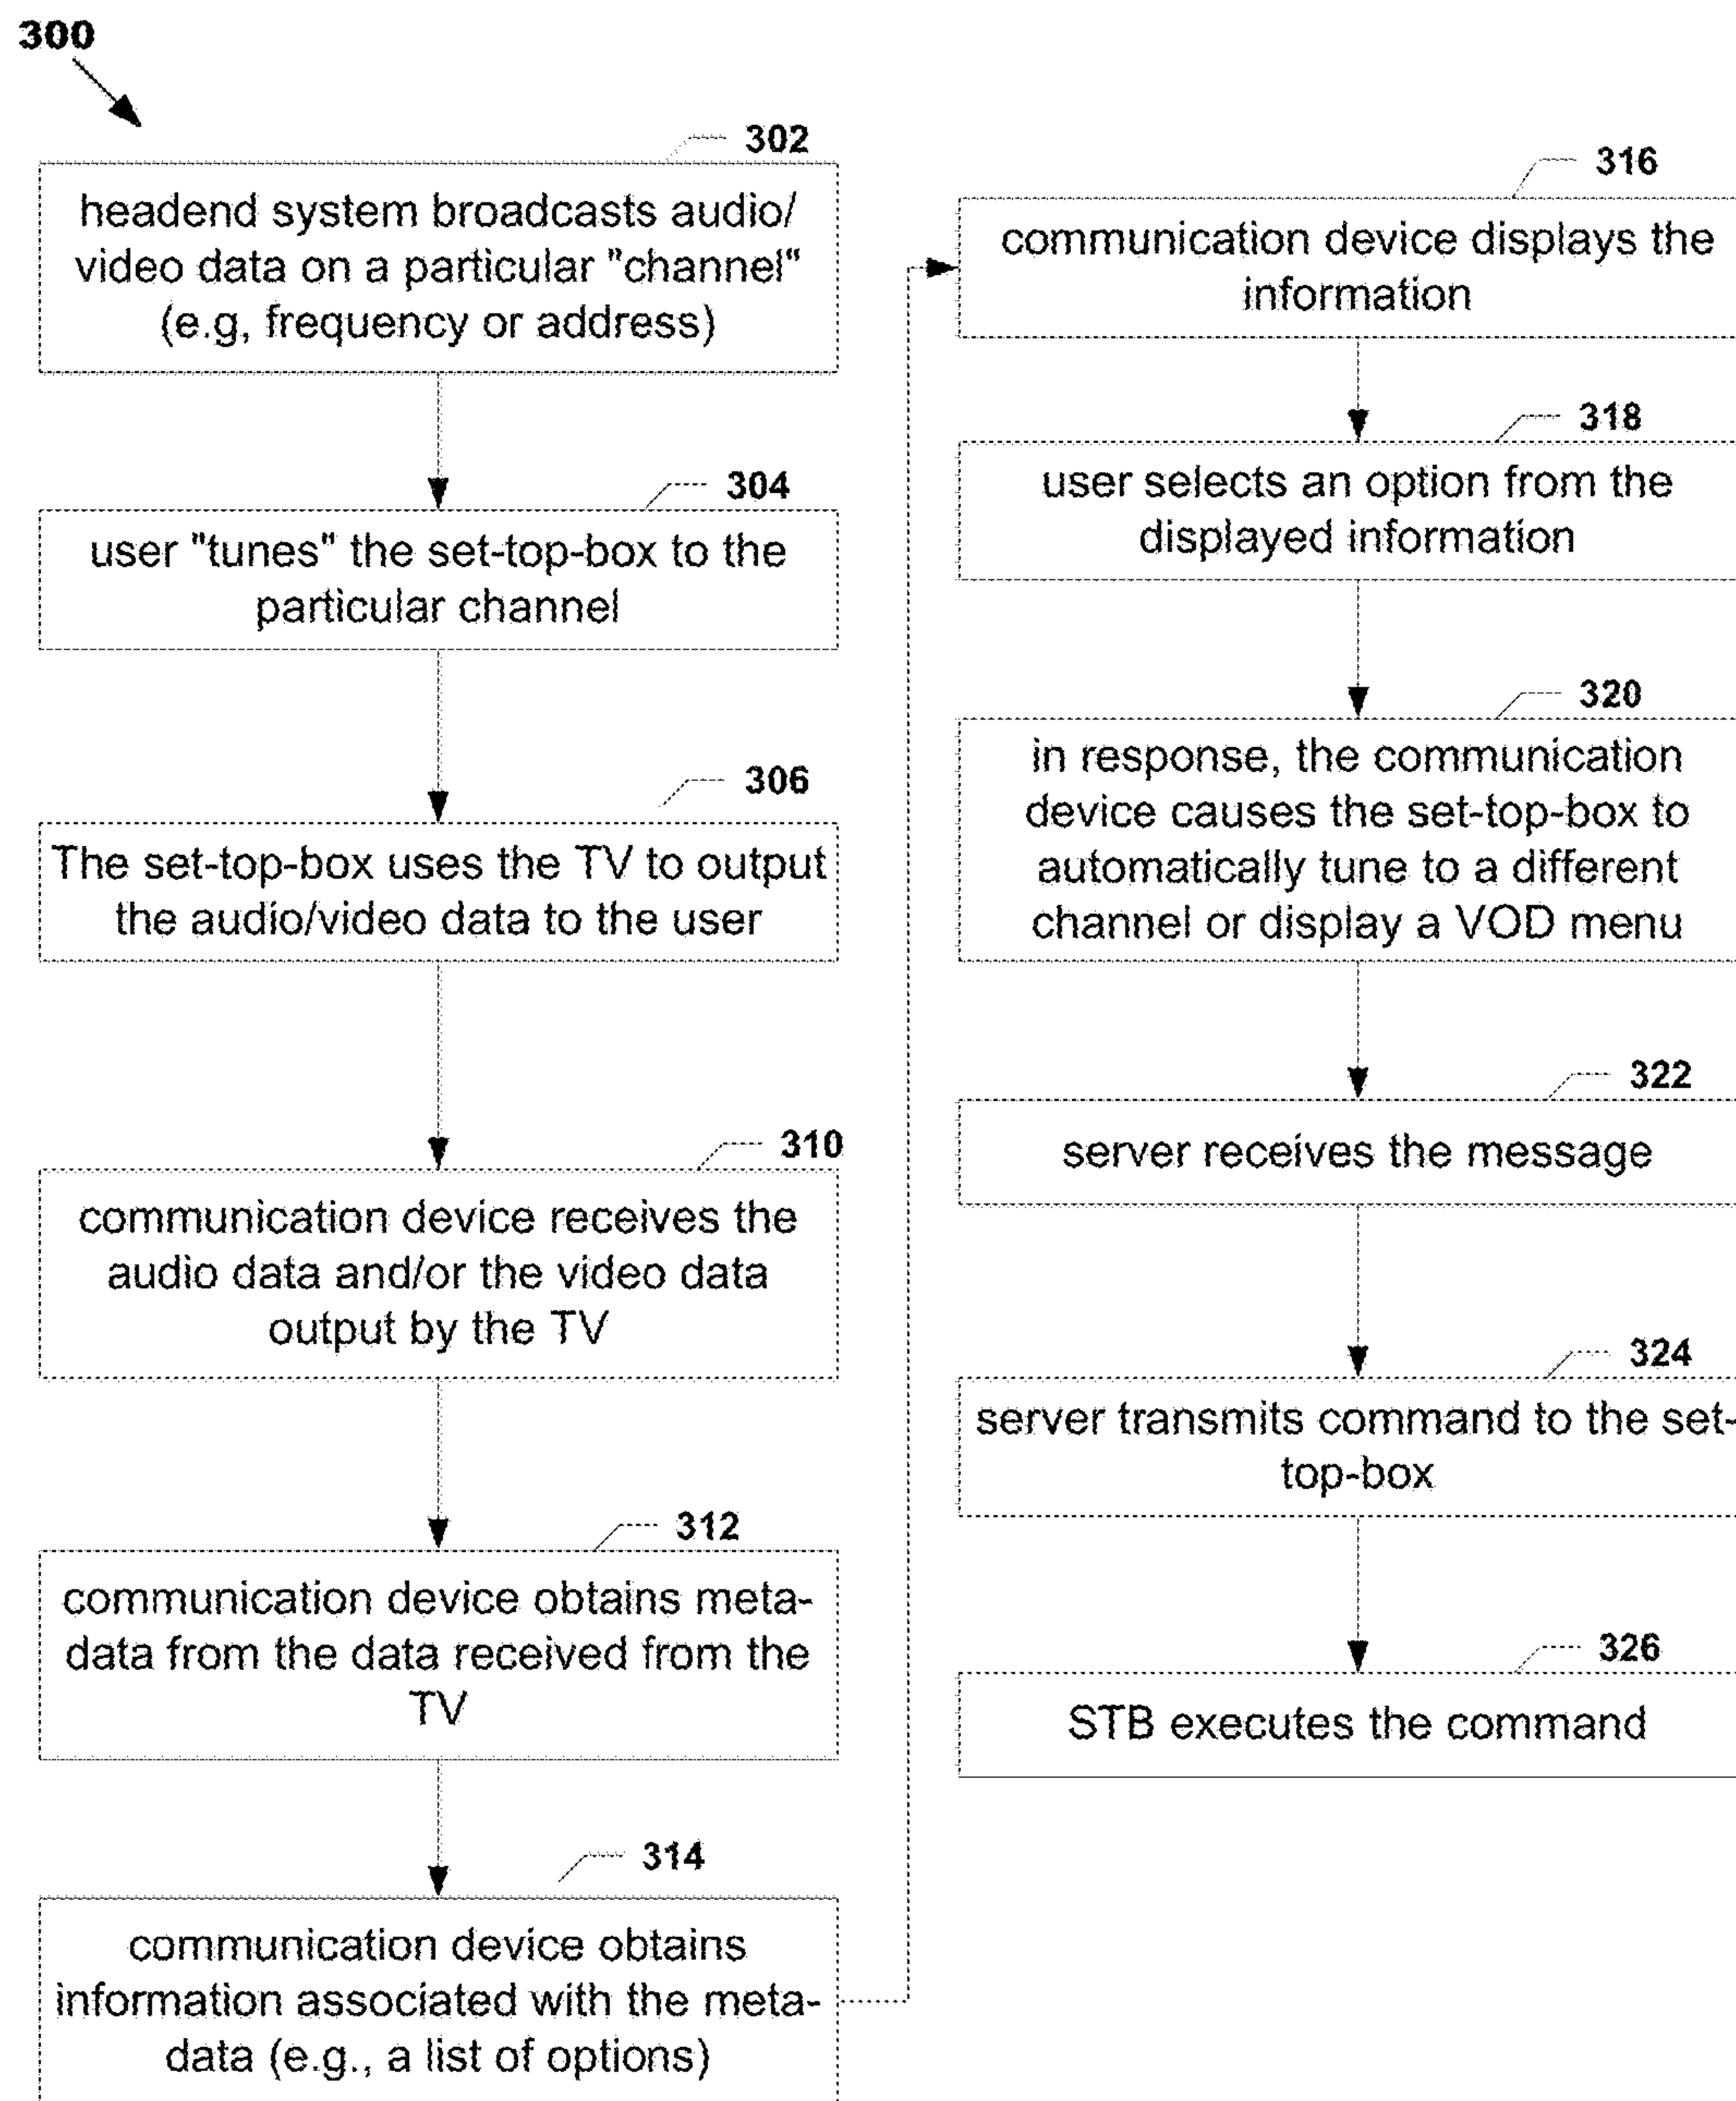 300
302
headend system broadcasts audio/
video data on a particular "channel"
(e.g, frequency or address)
304
user "tunes" the set-top-box to the
particular channel
306
The set-top-box uses the TV to output
the audio/video data to the user
310
communication device receives the
audio data and/or the video data
output by the TV
312
communication device obtains meta-
data from the data received from the
TV
314
communication device obtains
information associated with the meta-
data (e.g., a list of options)
316
communication device displays the
information
318
user selects an option from the
displayed information
320
in response, the communication
device causes the set-top-box to
automatically tune to a different
channel or display a VOD menu
322
server receives the message
324
server transmits command to the set-
top-box
326
STB executes the command